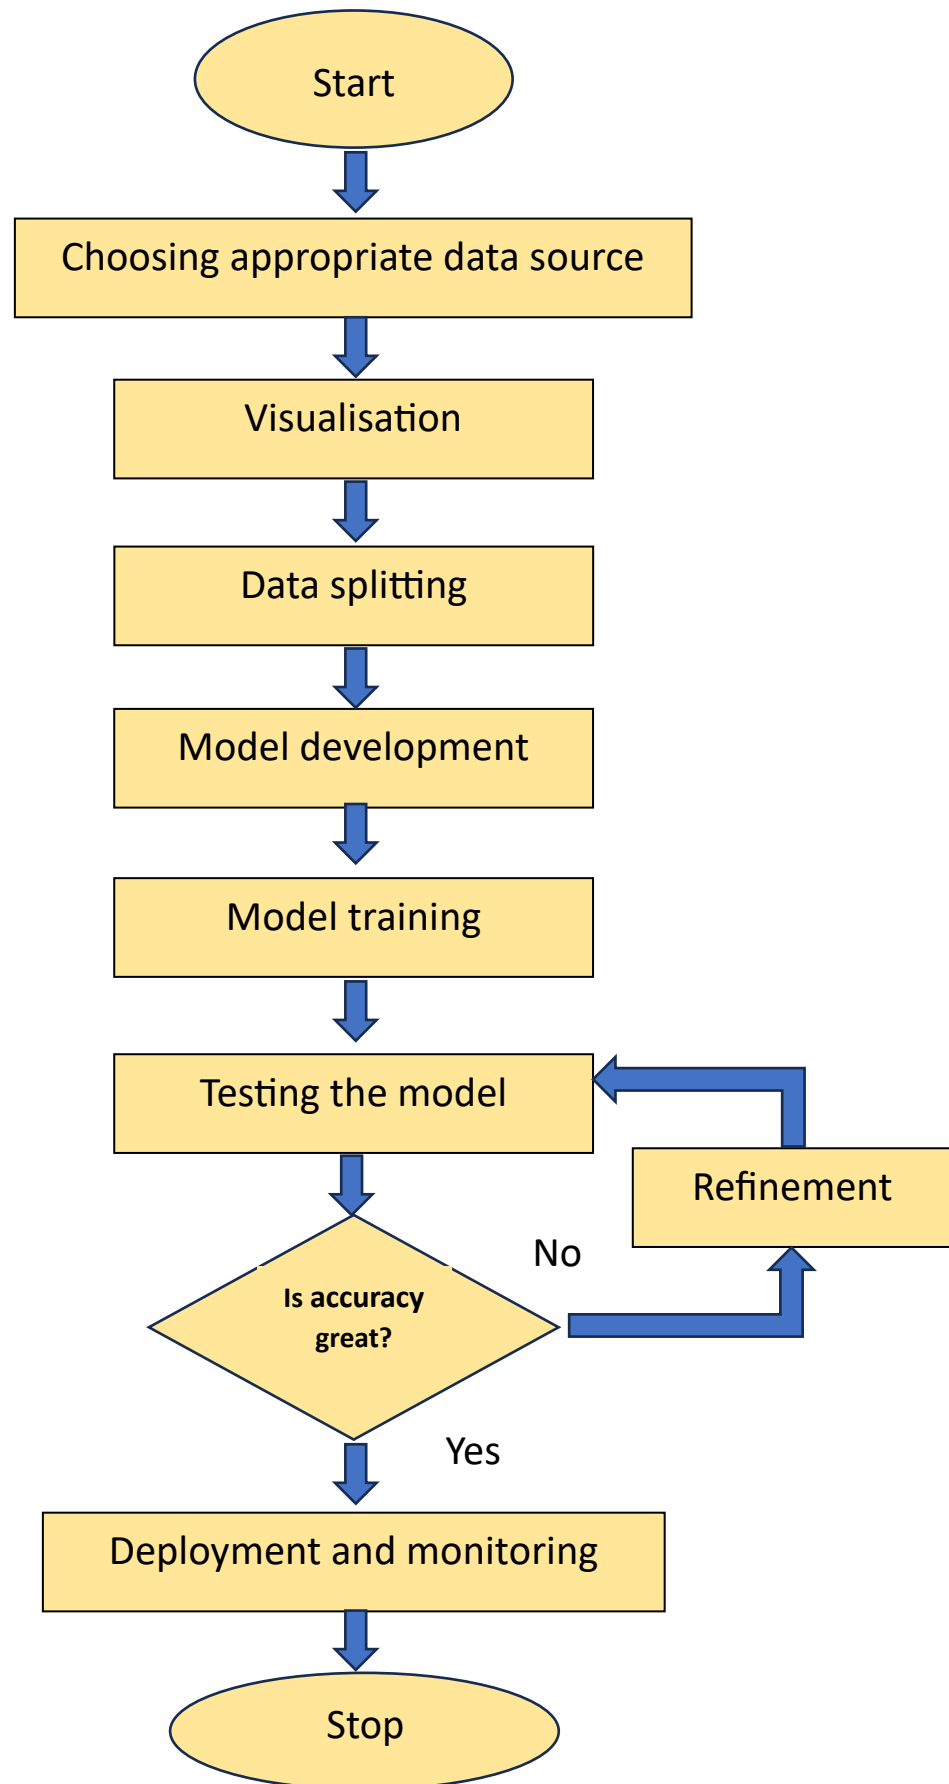 Start
Choosing appropriate data source
Visualisation
Data splitting
Model development
Model training
Testing the model
Refinement
No
Is accuracy
great?
Yes
Deployment and monitoring
Stop